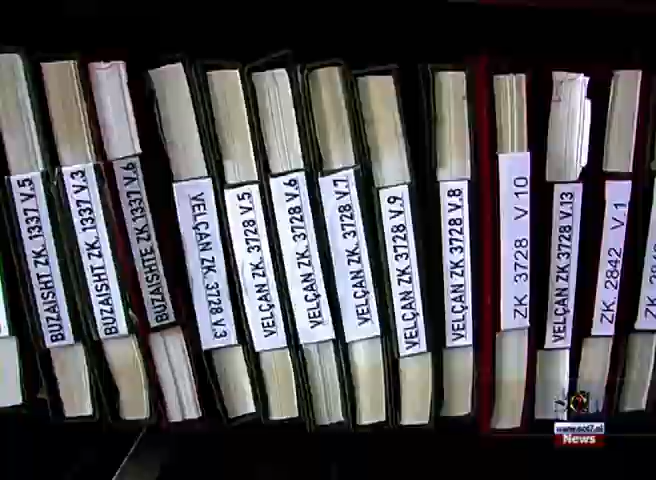 BUZAISHT ZK. 1337 V.5
BUZAISHT ZK. 1337 V.3
BUZAISHTE ZK 1337 V.6
VELÇAN ZK. 3728 V.3
VELÇAN ZK 3728 V.5
VELÇAN ZK 3728 V.6
VELÇAN ZK 3728 V.7
VELÇAN ZK 3728 V.9
VELÇAN ZK 3728 V.8
ZK 3728 V 10
VELÇAN ZK 3728 V.13
ZK. 2842 V.1
News